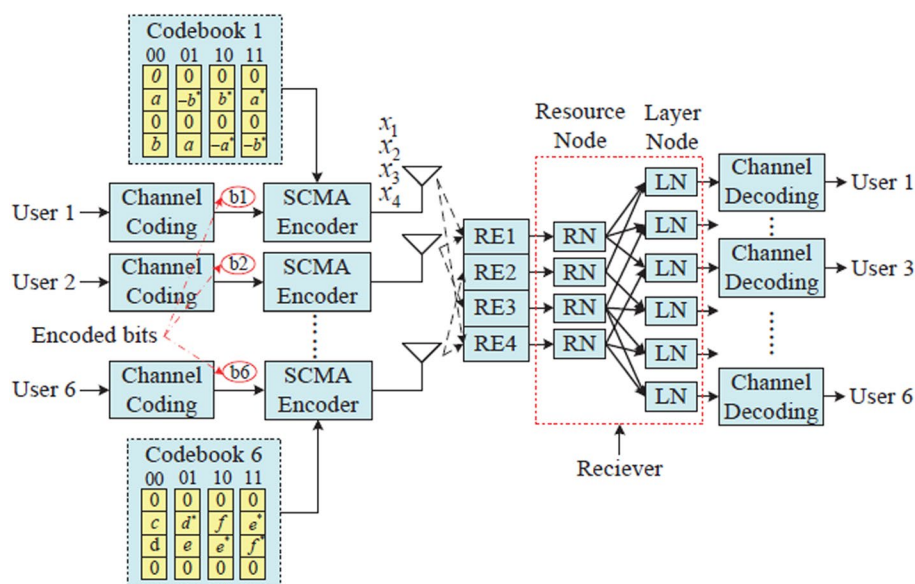 Codebook 1
00 01 10 11
0 0 0 0
a -b* b* a*
0 0 0 0
b a -a* -b*
x1
x2
x3
x4
Resource
Node
Layer
Node
User 1
Channel
Coding
b1
SCMA
Encoder
User 2
Channel
Coding
b2
SCMA
Encoder
Encoded bits
User 6
Channel
Coding
b6
SCMA
Encoder
RE1
RE2
RE3
RE4
RN
RN
RN
RN
LN
LN
LN
LN
LN
LN
Channel
Decoding
User 1
Channel
Decoding
User 3
Channel
Decoding
User 6
Reciever
Codebook 6
00 01 10 11
0 0 0 0
c d* f e*
d e e* f*
0 0 0 0